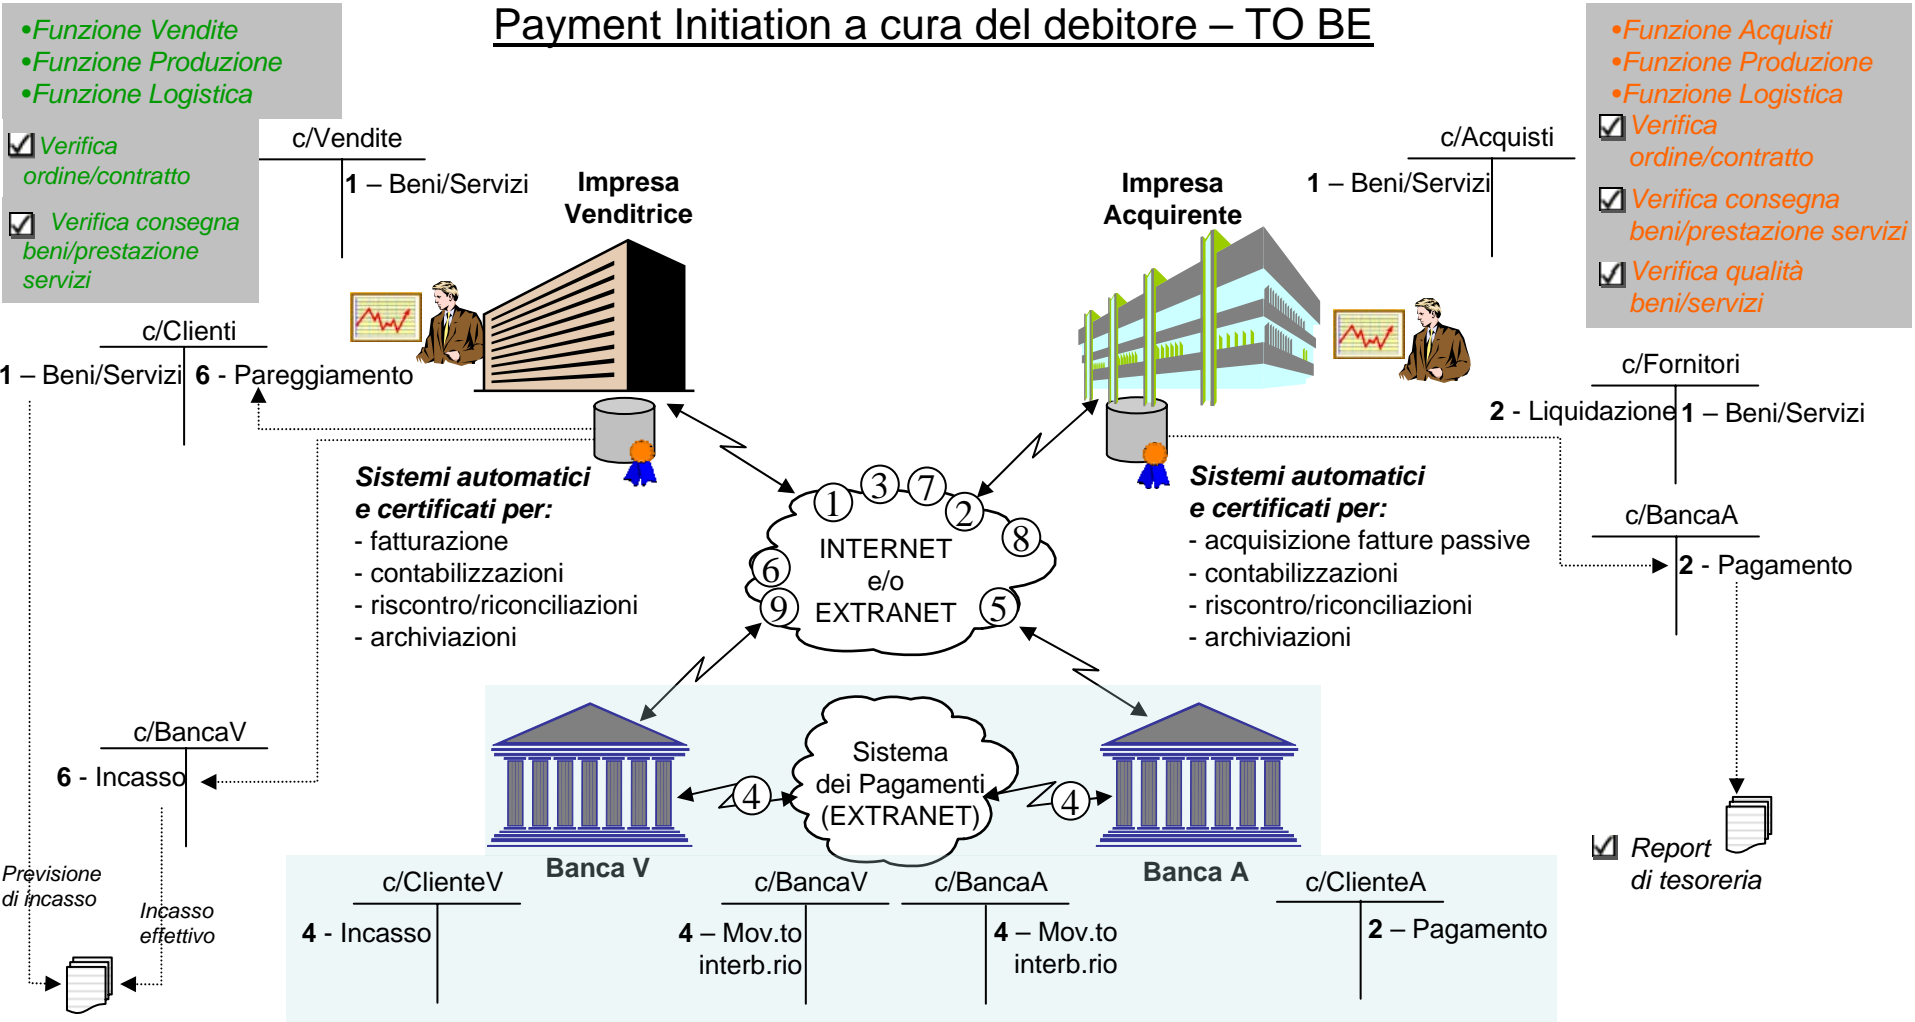 Payment Initiation a cura del debitore – TO BE
•Funzione Vendite
•Funzione Produzione
•Funzione Logistica
Verifica
ordine/contratto
Verifica consegna
beni/prestazione
servizi
c/Vendite
1 – Beni/Servizi
Impresa
Venditrice
c/Clienti
1 – Beni/Servizi
6 - Pareggiamento
Sistemi automatici
e certificati per:
- fatturazione
- contabilizzazioni
- riscontro/riconciliazioni
- archiviazioni
c/BancaV
6 - Incasso
Previsione
di incasso
Incasso
effettivo
Impresa
Acquirente
c/Acquisti
1 – Beni/Servizi
•Funzione Acquisti
•Funzione Produzione
•Funzione Logistica
Verifica
ordine/contratto
Verifica consegna
beni/prestazione servizi
Verifica qualità
beni/servizi
c/Fornitori
2 - Liquidazione
1 – Beni/Servizi
Sistemi automatici
e certificati per:
- acquisizione fatture passive
- contabilizzazioni
- riscontro/riconciliazioni
- archiviazioni
c/BancaA
2 - Pagamento
Report
di tesoreria
1
3
7
2
8
6
9
5
INTERNET
e/o
EXTRANET
Sistema
dei Pagamenti
(EXTRANET)
4
4
Banca V
Banca A
c/ClienteV
4 - Incasso
c/BancaV
4 – Mov.to
interb.rio
c/BancaA
4 – Mov.to
interb.rio
c/ClienteA
2 – Pagamento